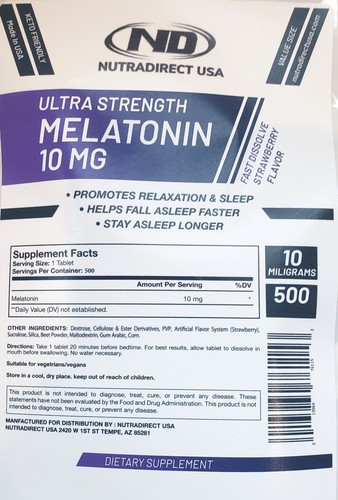 KETO FRIENDLY
Made In USA
ND
NUTRADIRECT USA
VALUE SIZE
nutradirectusa.com
ULTRA STRENGTH
MELATONIN
10 MG
FAST DISSOLVE
STRAWBERRY
FLAVOR
• PROMOTES RELAXATION & SLEEP
• HELPS FALL ASLEEP FASTER
• STAY ASLEEP LONGER
Supplement Facts
Serving Size: 1 Tablet
Servings Per Container: 500
Amount Per Serving %DV
Melatonin 10 mg *
*Daily Value (DV) not established.
10
MILIGRAMS
500
OTHER INGREDIENTS: Dextrose, Cellulose & Ester Derivatives, PVP, Artificial Flavor System (Strawberry),
Sucralose, Silica, Beet Powder, Maltodextrin, Gum Arabic, Corn.
Directions: Take 1 tablet 20 minutes before bedtime. For best results, allow tablet to dissolve in
mouth before swallowing. No water necessary.
Suitable for vegetrians/vegans
Store in a cool, dry place. keep out of reach of children.
This product is not intended to diagnose, treat, cure, or prevent any disease. These
statements have not been evaluated by the Food and Drug Administration. This product is not
intended to diagnose, treat, cure, or prevent any disease.
MANFACTURED FOR DISTRIBUTION BY : NUTRADIRECT USA
NUTRADIRECT USA 2420 W 1ST ST TEMPE, AZ 85281
DIETARY SUPPLEMENT